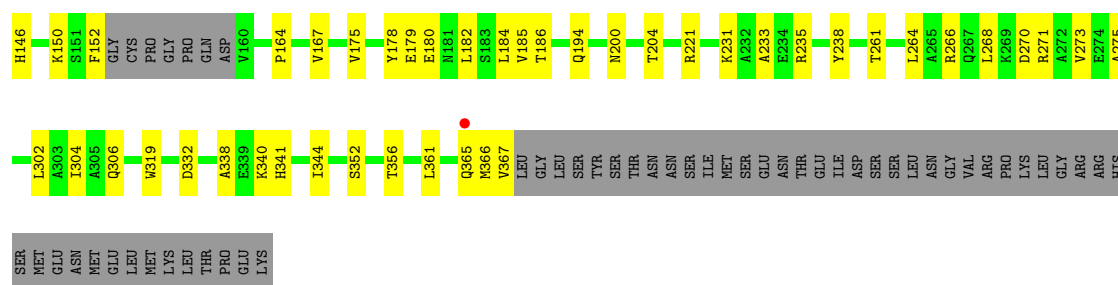 H146 K150 S151 F152 GLY CYS PRO GLY PRO GLN ASP V160 P164 V167 V175 Y178 E179 E180 N181 L182 S183 L184 V185 T186 Q194 N200 T204 R221 K231 A232 A233 E234 R235 Y238 T261 L264 A265 R266 Q267 L268 K269 D270 R271 A272 V273 E274 A275
L302 A303 I304 A305 Q306 W319 D332 A338 E339 K340 H341 I344 S352 T356 L361 Q365 M366 V367 LEU GLY LEU SER TYR SER THR ASN ASN SER ILE MET SER GLU ASN THR GLU ILE ASP SER SER LEU ASN GLY VAL ARG PRO LYS LEU GLY ARG ARG HIS
SER MET GLU ASN MET GLU LEU MET LYS LEU THR PRO GLU LYS